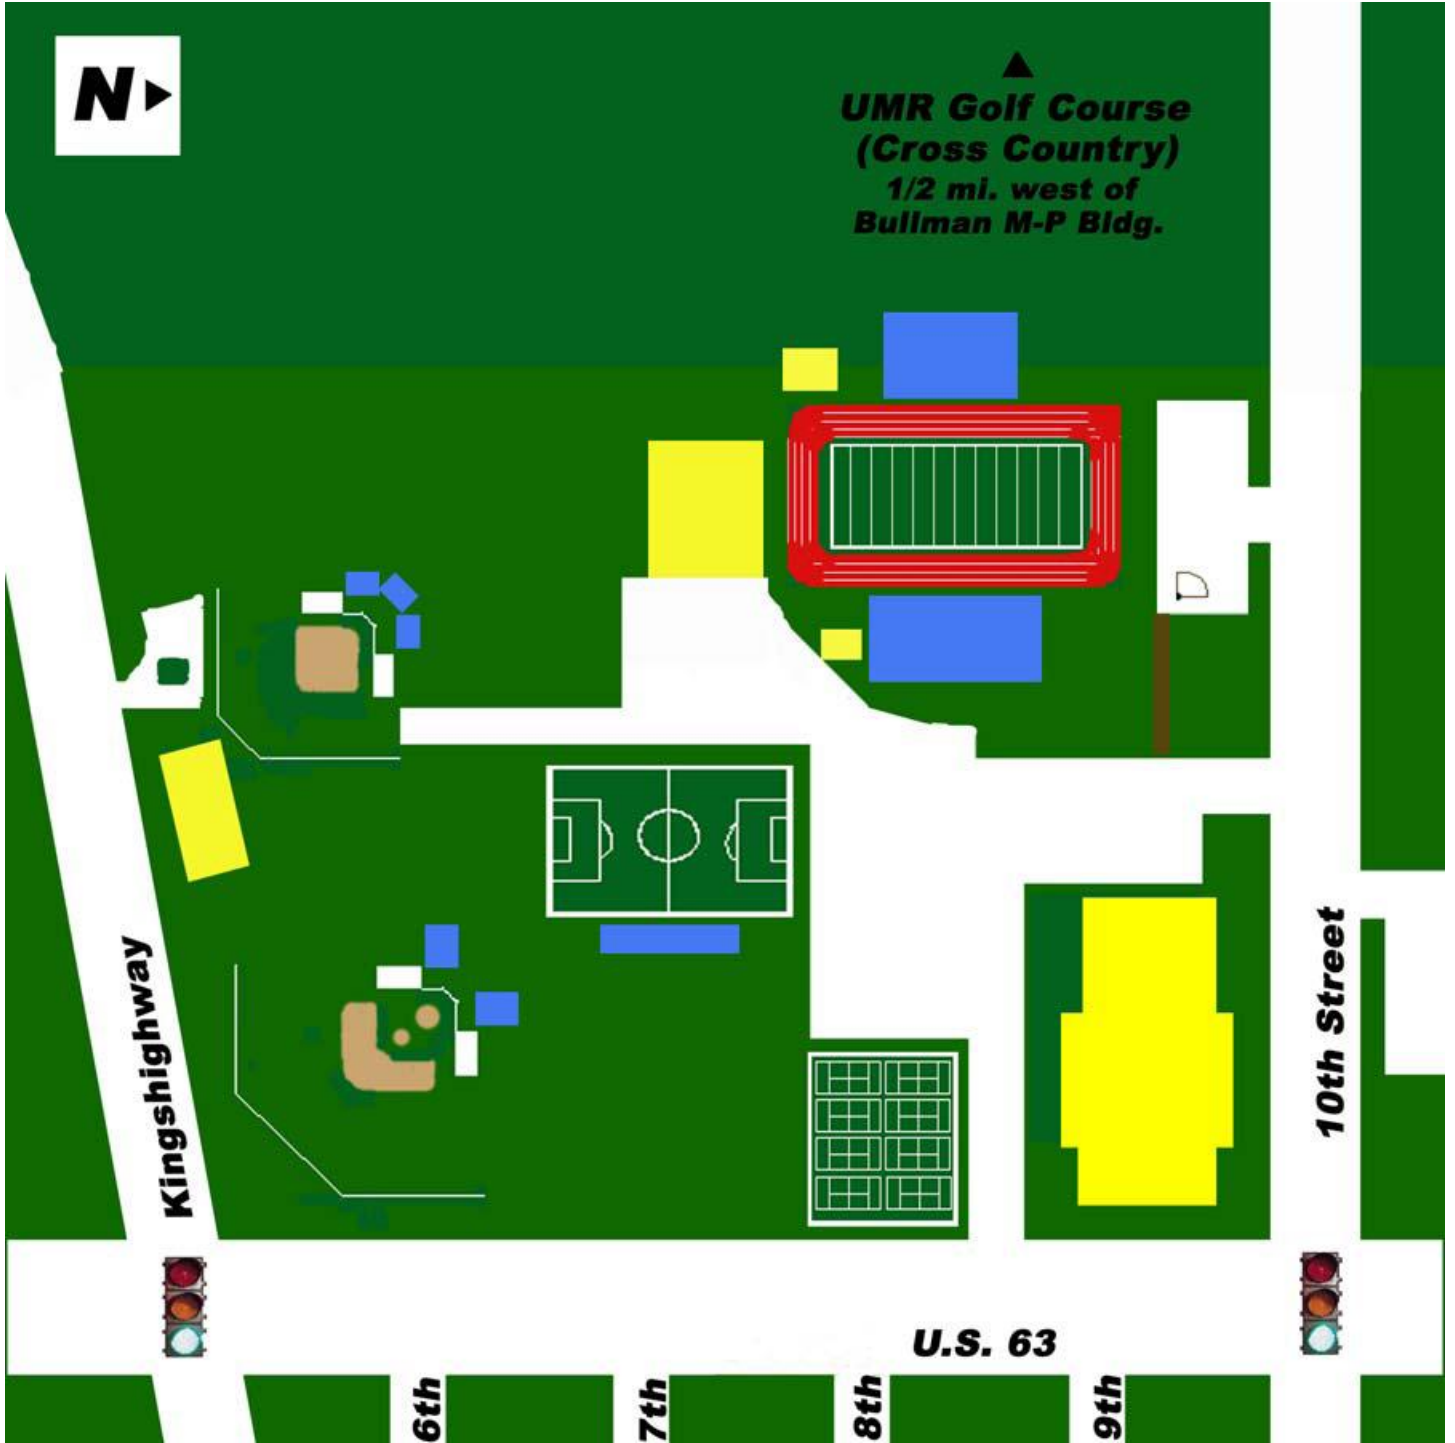 N
UMR Golf Course
(Cross Country)
1/2 mi. west of
Bullman M-P Bldg.
Kingshighway
10th Street
U.S. 63
6th
7th
8th
9th